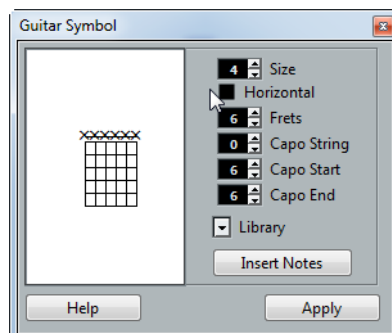 Guitar Symbol
XXXXXX
4 Size
Horizontal
6 Frets
0 Capo String
6 Capo Start
6 Capo End
Library
Insert Notes
Help
Apply